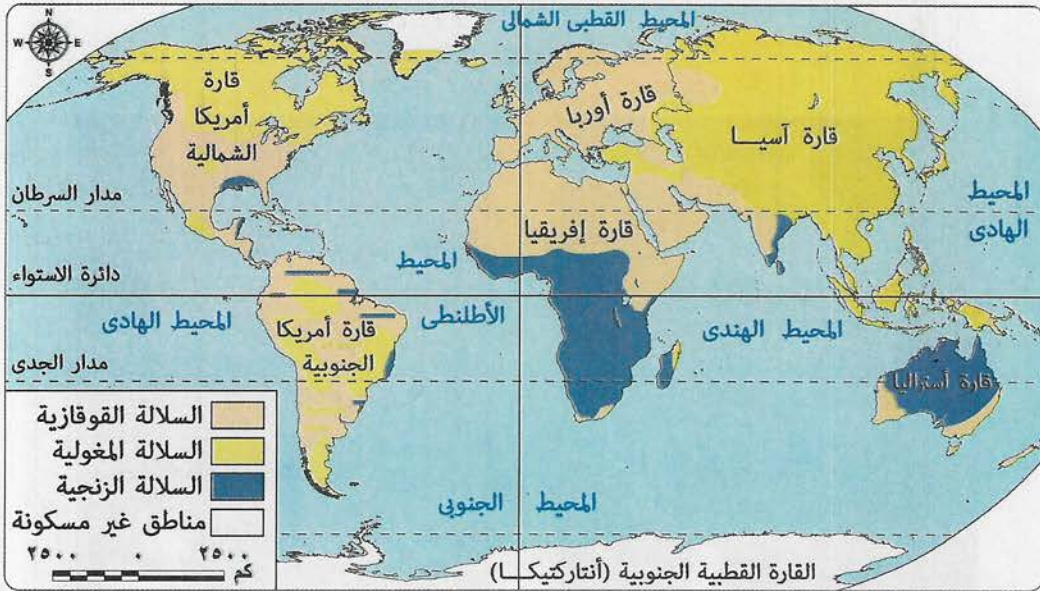 N
W E
S
المحيط القطبى الشمالى
قارة
أمريكا
الشمالية
قارة أوربا
قارة آسيـــا
مدار السرطان
المحيط
الهادى
قارة إفريقيا
دائرة الاستواء
المحيط
الأطلنطى
المحيط الهادى
قارة أمريكا
الجنوبية
المحيط الهندى
مدار الجدى
قارة أستراليا
السلالة القوقازية
السلالة المغولية
السلالة الزنجية
مناطق غير مسكونة
٢٥٠٠ ٠ ٢٥٠٠
كم
المحيط الجنوبى
القارة القطبية الجنوبية (أنتاركتيكـــا)